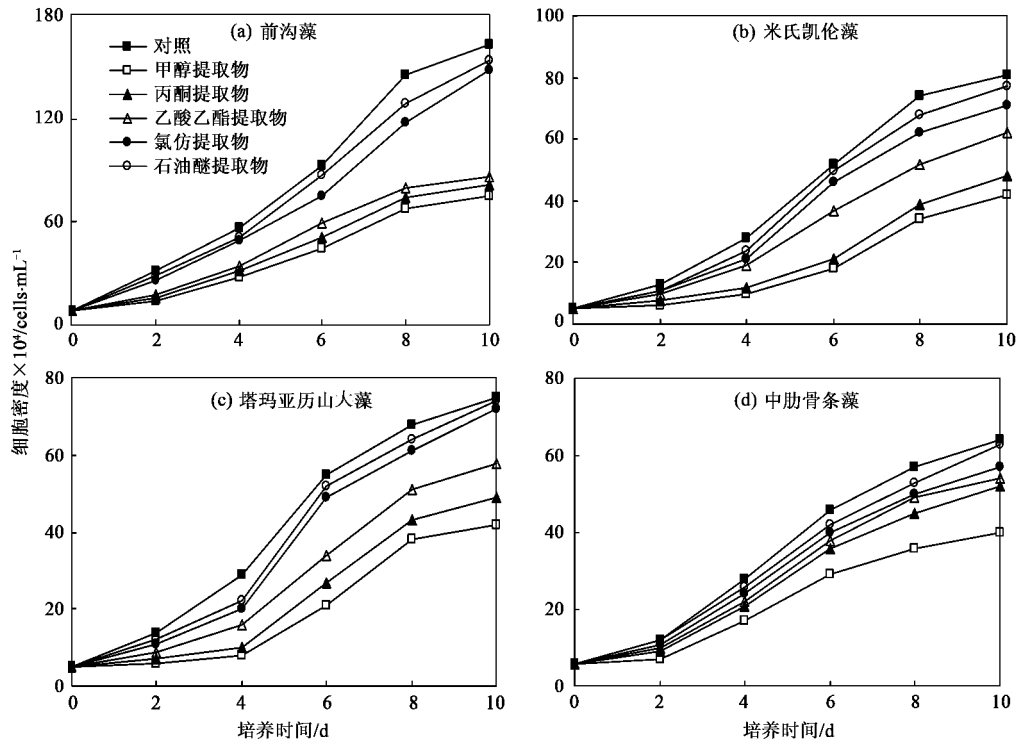 (a) 前沟藻
对照
甲醇提取物
丙酮提取物
乙酸乙酯提取物
氯仿提取物
石油醚提取物
180
120
60
0
0 2 4 6 8 10
d
(b) 米氏凯伦藻
100
80
60
40
20
0
0 2 4 6 8 10
d
细胞密度×10⁴/cells·mL⁻¹
(c) 塔玛亚历山大藻
80
60
40
20
0
0 2 4 6 8 10
培养时间/d
(d) 中肋骨条藻
80
60
40
20
0
0 2 4 6 8 10
培养时间/d